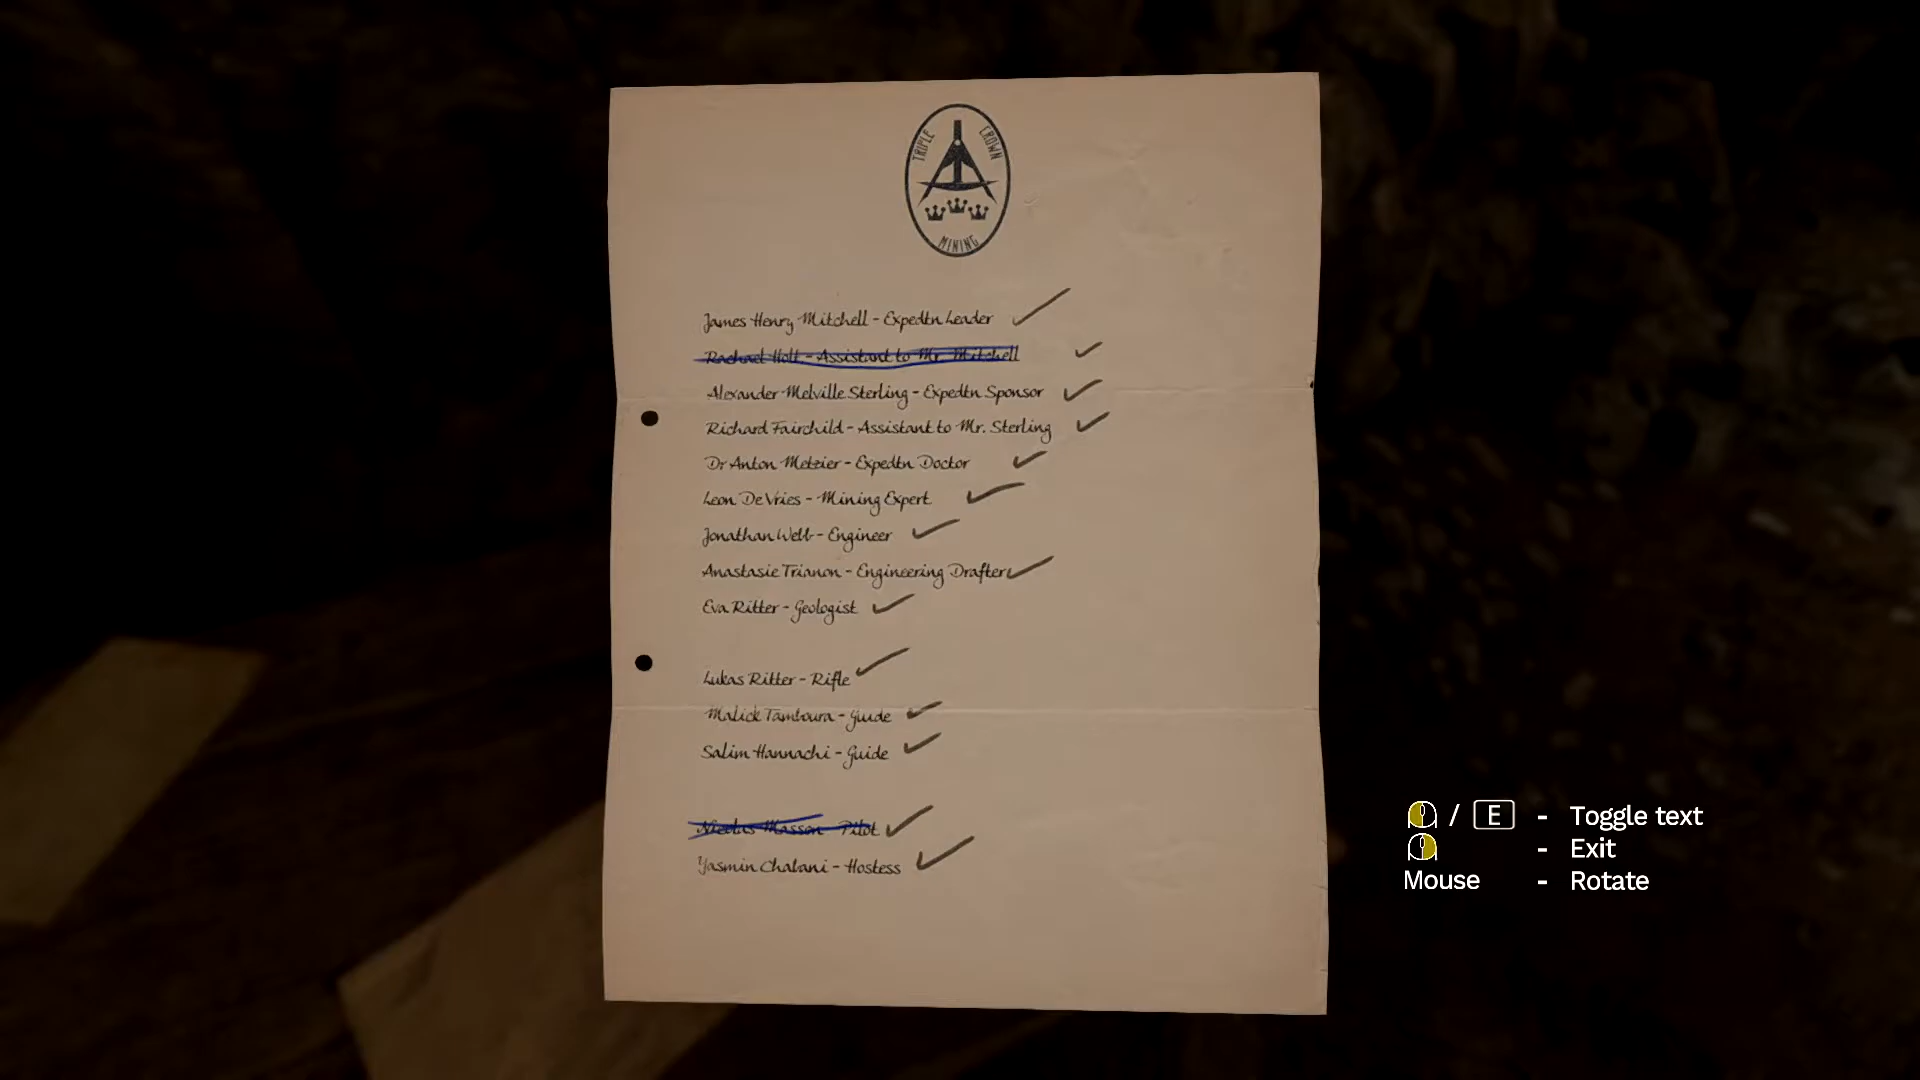 TRIPLE CROWN
MINING
James Henry Mitchell - Expedtn Leader
Rachael Holt - Assistant to Mr. Mitchell
Alexander Melville Sterling - Expedtn Sponsor
Richard Fairchild - Assistant to Mr. Sterling
Dr Anton Metzier - Expedtn Doctor
Leon De Vries - Mining Expert
Jonathan Webb - Engineer
Anastasie Trianon - Engineering Drafter
Eva Ritter - Geologist
Lukas Ritter - Rifle
Malick Tamboura - Guide
Salim Hannachi - Guide
Nicolas Masson - Pilot
Yasmin Chabani - Hostess
/ E - Toggle text
- Exit
Mouse - Rotate